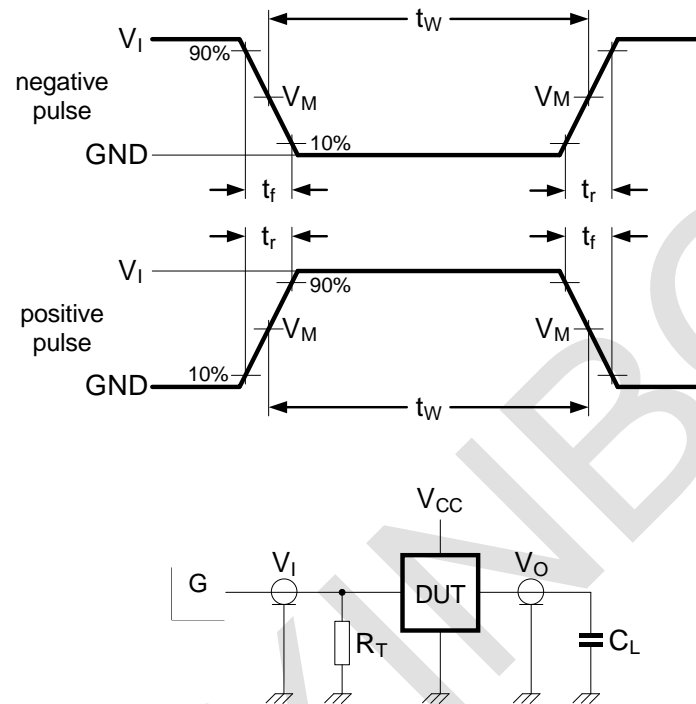 tW
VI
90%
negative
pulse
VM
VM
10%
GND
tf
tr
tr
tf
VI
90%
positive
pulse
VM
VM
10%
GND
tW
VCC
VI
VO
G
DUT
RT
CL